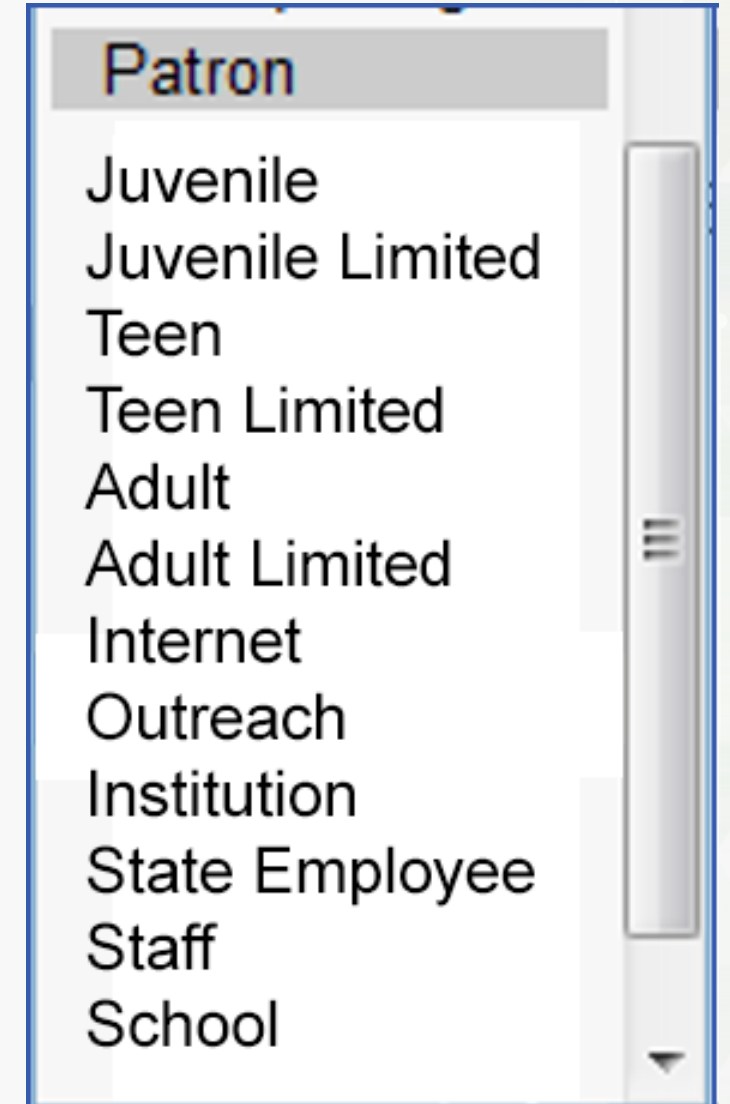 Patron
Juvenile
Juvenile Limited
Teen
Teen Limited
Adult
Adult Limited
Internet
Outreach
Institution
State Employee
Staff
School